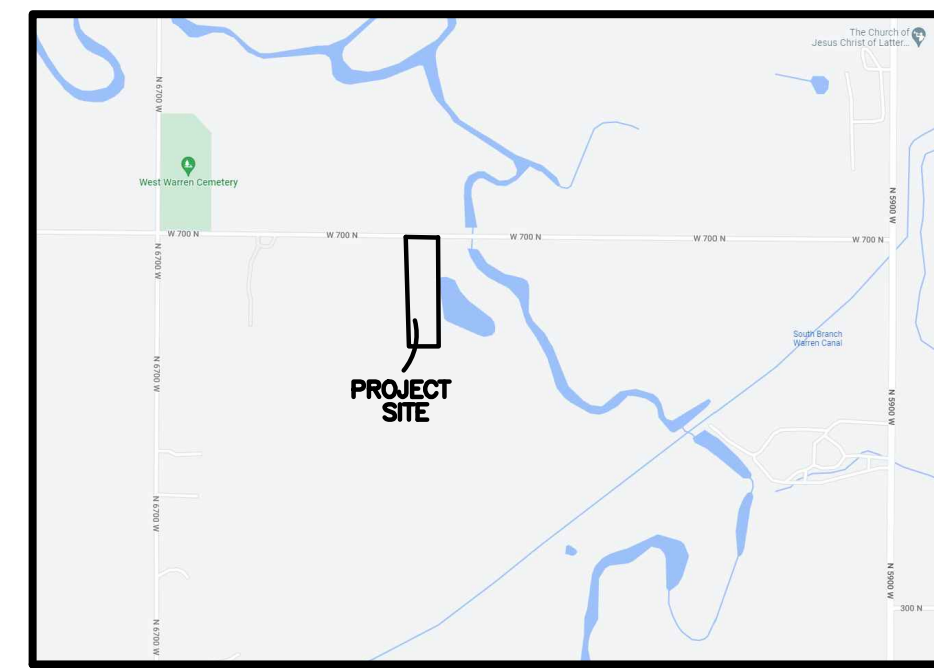 The Church of
Jesus Christ of Latter...
N 6700 W
West Warren Cemetery
N 5900 W
W 700 N
W 700 N
W 700 N
W 700 N
W 700 N
N 6700 W
South Branch
Warren Canal
N 6700 W
PROJECT
SITE
N 5900 W
N 6700 W
N 5900 W
300 N
N 6700 W